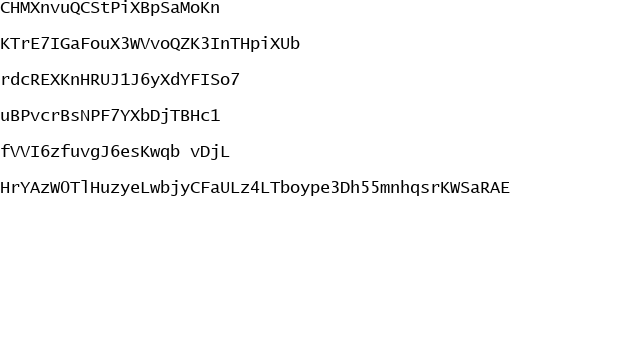 CHMXnvuQCStPiXBpSaMoKn
KTrE7IGaFouX3WVvoQZK3InTHpiXUb
rdcREXKnHRUJ1J6yXdYFISo7
uBPvcrBsNPF7YXbDjTBHc1
fVVI6zfuvgJ6esKwqb vDjL
HrYAzWOTlHuzyeLwbjyCFaULz4LTboype3Dh55mnhqsrKWSaRAE